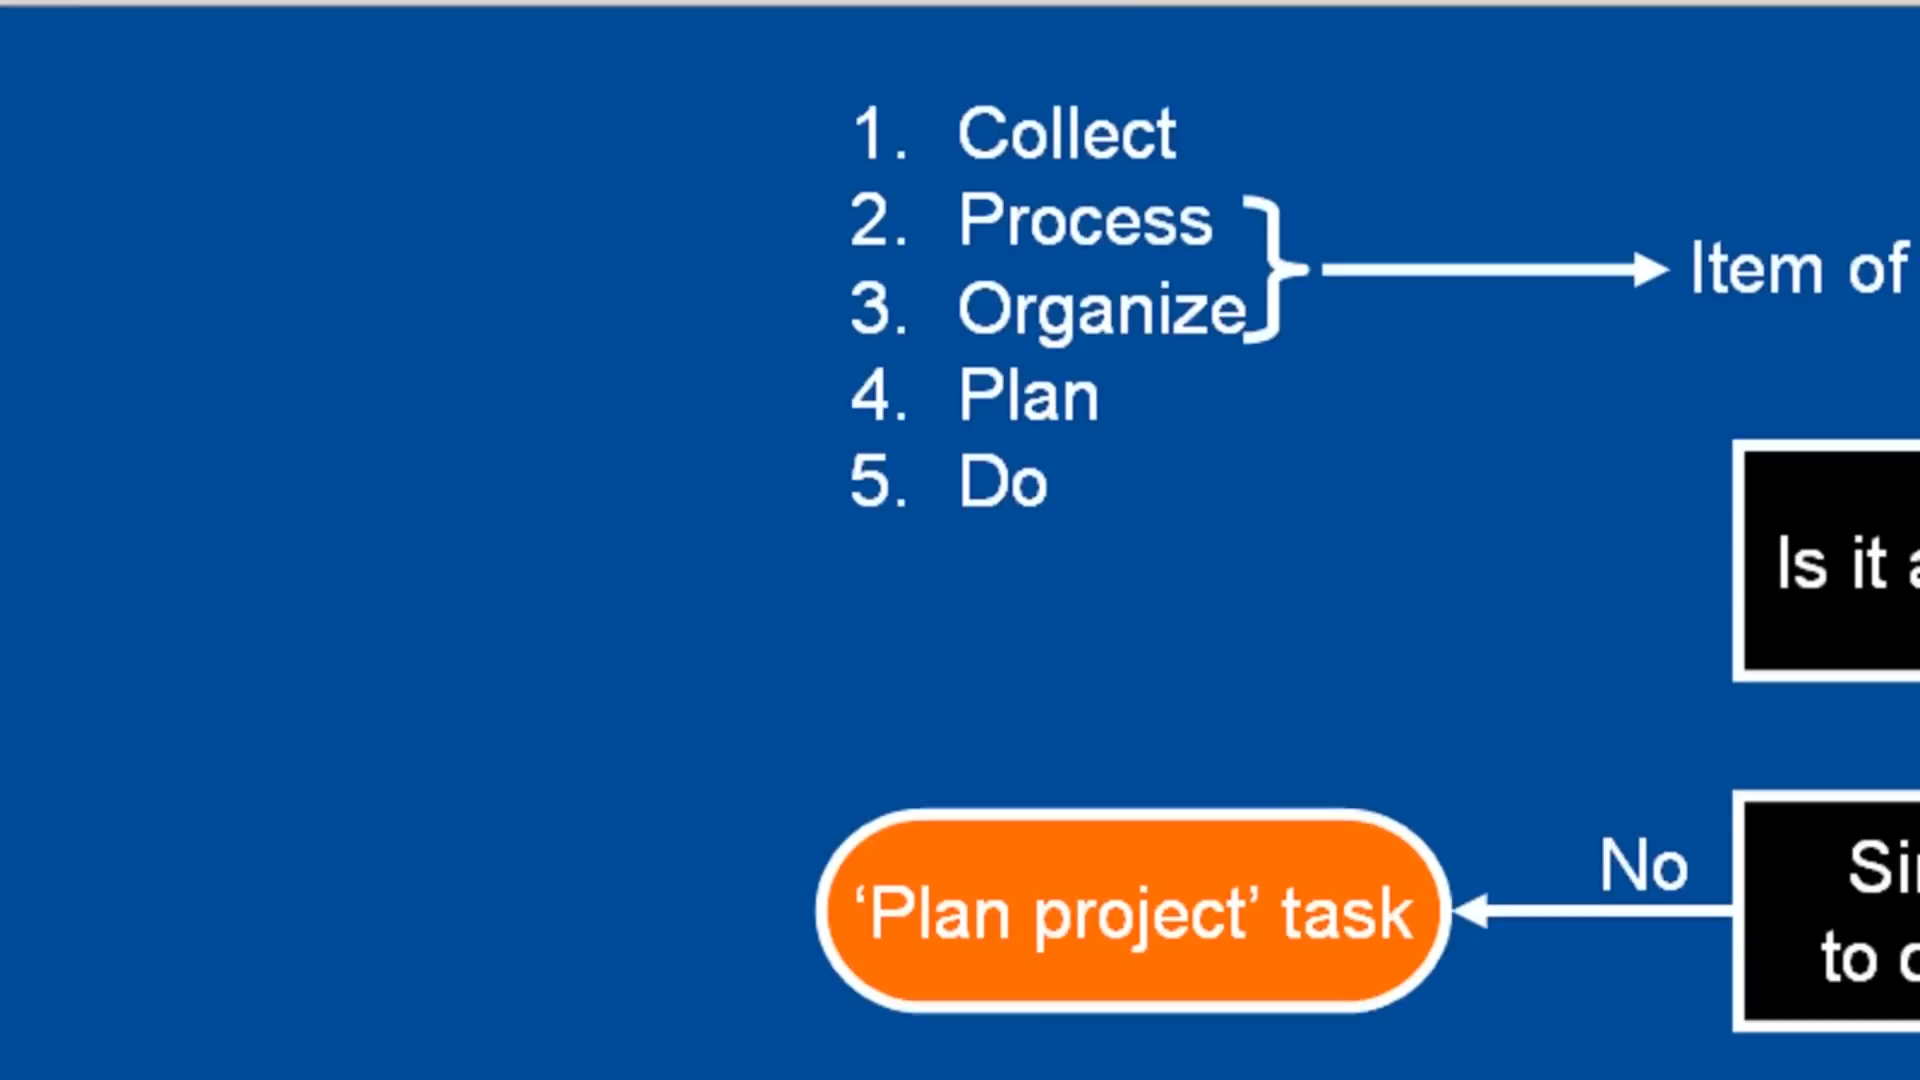 1. Collect
2. Process
3. Organize
4. Plan
5. Do
Item of
Is it
No
‘Plan project’ task
to